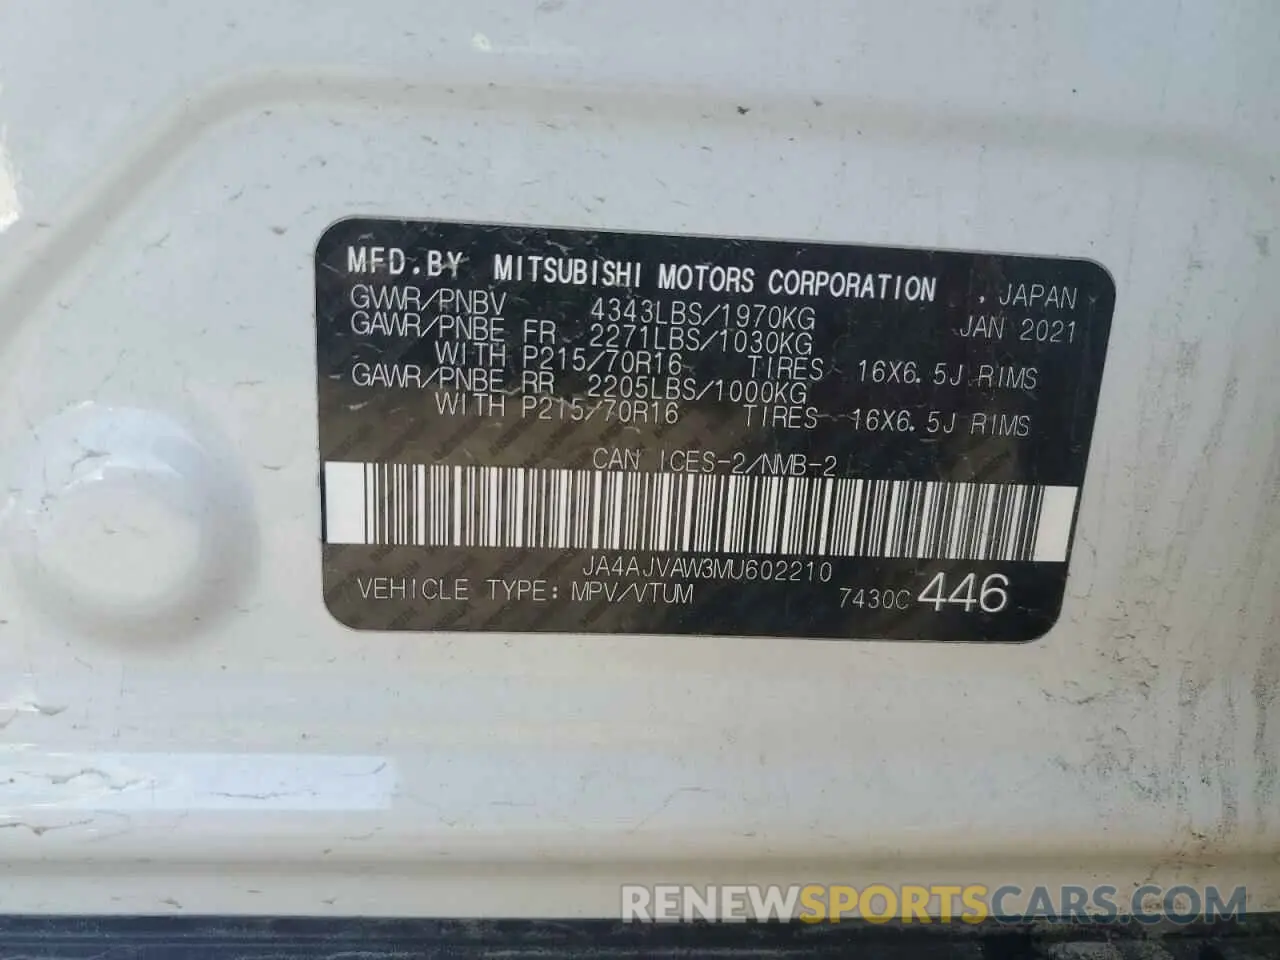 MFD.BY MITSUBISHI MOTORS CORPORATION , JAPAN
GVWR/PNBV 4343LBS/1970KG JAN 2021
GAWR/PNBE FR 2271LBS/1030KG
WITH P215/70R16 TIRES 16X6.5J RIMS
GAWR/PNBE RR 2205LBS/1000KG
WITH P215/70R16 TIRES 16X6.5J RIMS
CAN ICES-2/NMB-2
JA4AJVAW3MU602210
VEHICLE TYPE: MPV/VTUM 7430C 446
RENEWSPORTSCARS.COM